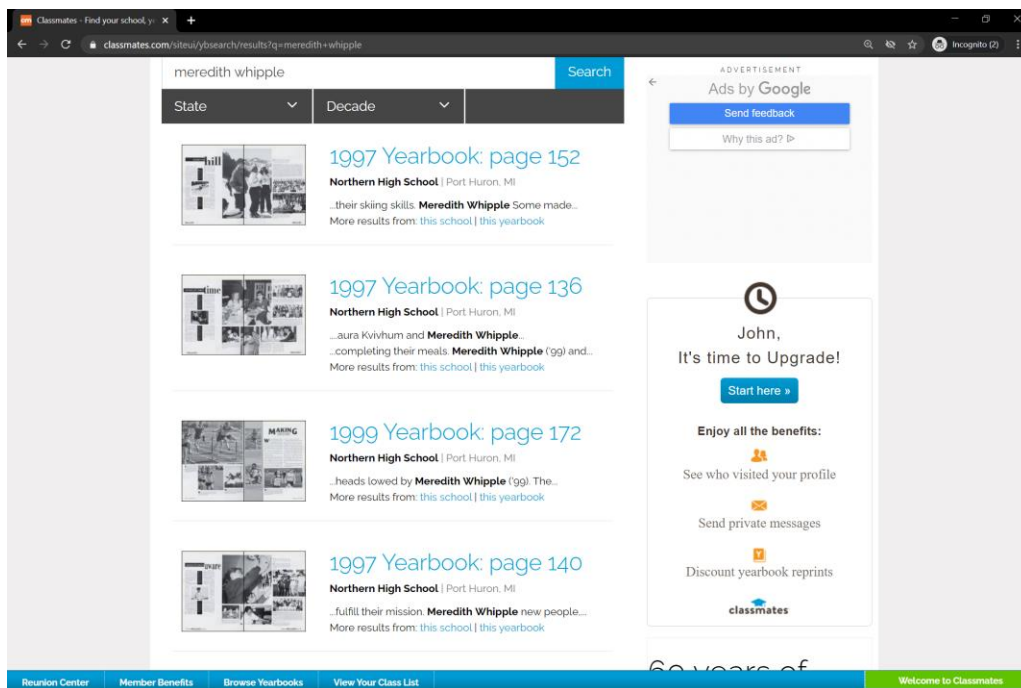 Classmates - Find your school, ye
classmates.com/siteui/ybsearch/results?q=meredith+whipple
Incognito (2)
meredith whipple
Search
State
Decade
hill
1997 Yearbook: page 152
Northern High School | Port Huron, MI
...their skiing skills. Meredith Whipple Some made...
More results from: this school | this yearbook
time
1997 Yearbook: page 136
Northern High School | Port Huron, MI
...aura Kvivhum and Meredith Whipple...
...completing their meals. Meredith Whipple ('99) and...
More results from: this school | this yearbook
MAKING
1999 Yearbook: page 172
Northern High School | Port Huron, MI
...heads lowed by Meredith Whipple ('99). The...
More results from: this school | this yearbook
1997 Yearbook: page 140
Northern High School | Port Huron, MI
...fulfill their mission. Meredith Whipple new people,...
More results from: this school | this yearbook
ADVERTISEMENT
Ads by Google
Send feedback
Why this ad?
John,
It's time to Upgrade!
Start here »
Enjoy all the benefits:
See who visited your profile
Send private messages
Discount yearbook reprints
classmates
60 years of
Reunion Center
Member Benefits
Browse Yearbooks
View Your Class List
Welcome to Classmates